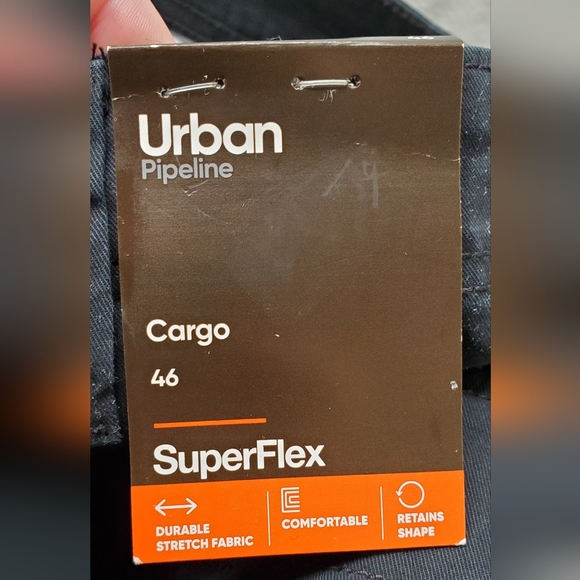 Urban
Pipeline
Cargo
46
SuperFlex
DURABLE
STRETCH FABRIC
COMFORTABLE
RETAINS
SHAPE